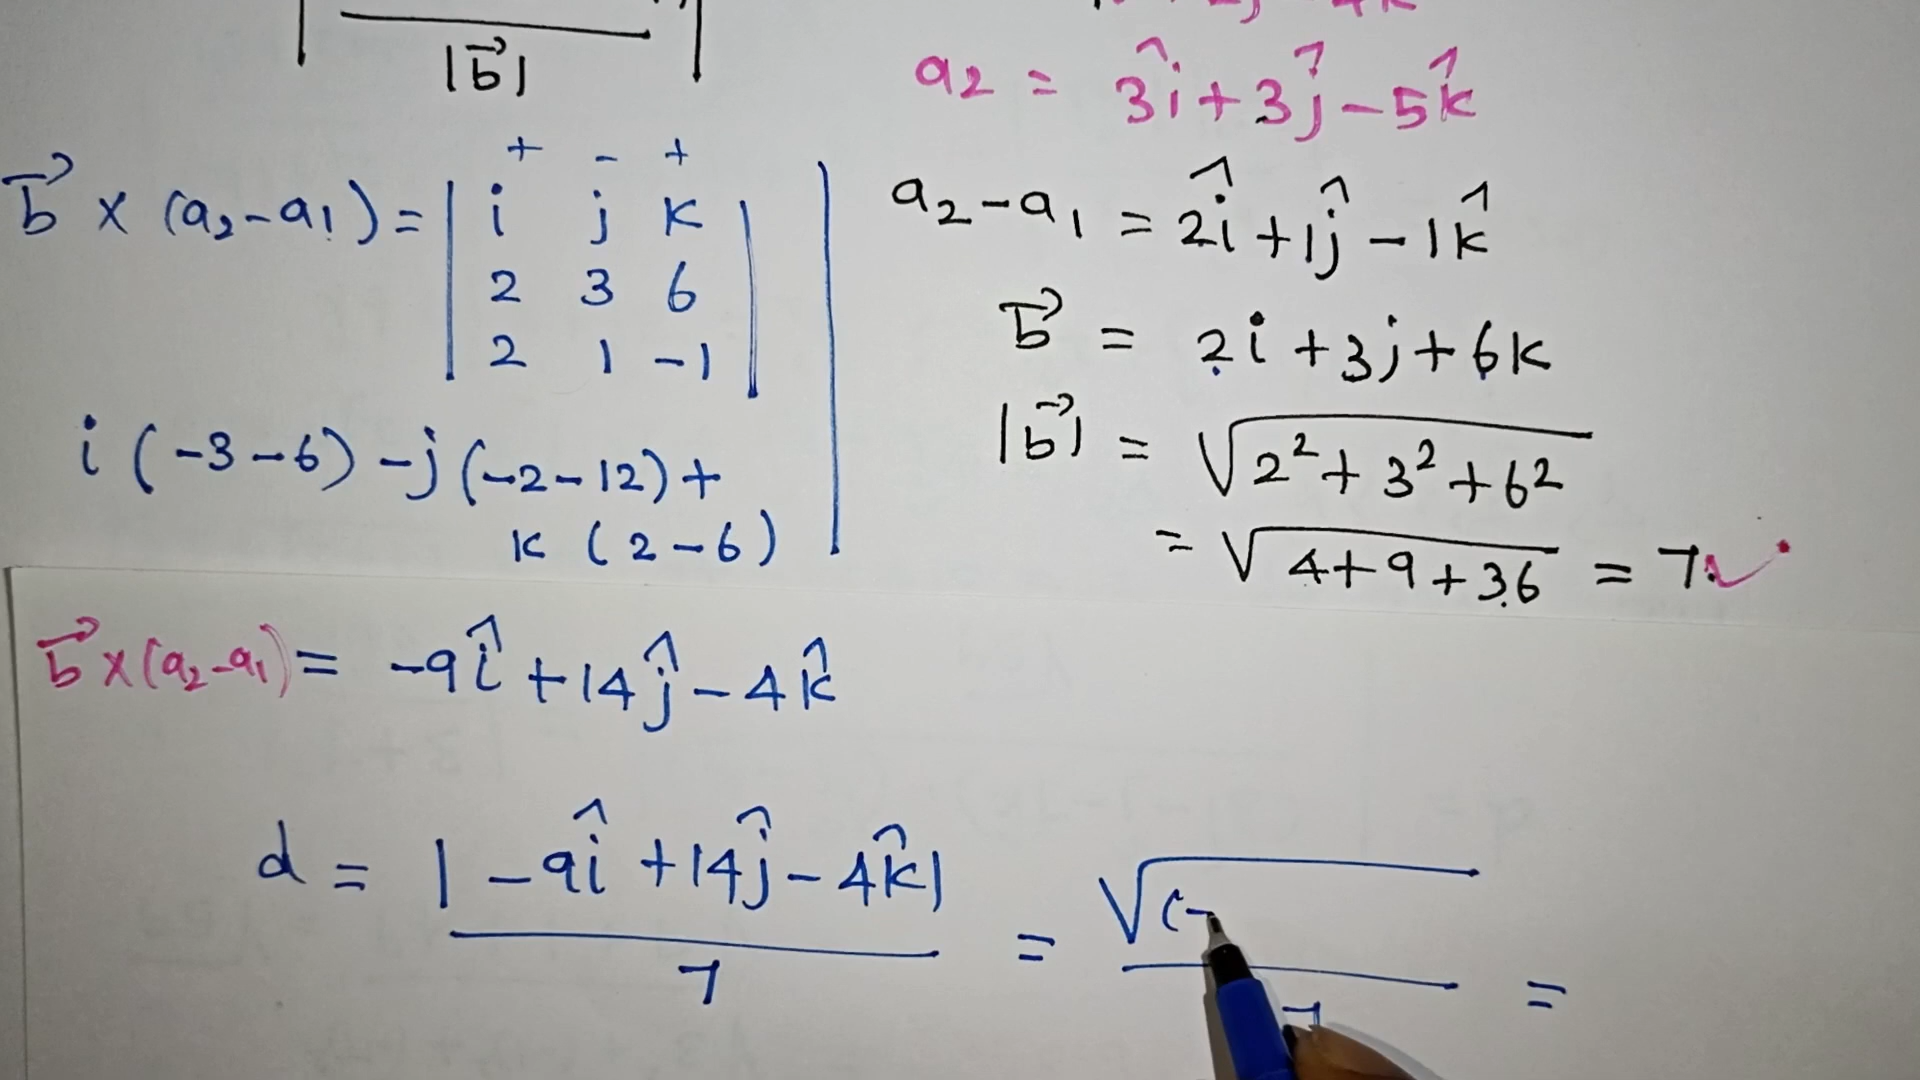 |b⃗|
a2 = 3î + 3ĵ - 5k̂
b⃗ × (a₂-a₁) = | i j k |
+ - +
2 3 6
2 1 -1
i (-3-6) - j (-2-12) +
k (2-6)
a₂-a₁ = 2î + 1ĵ - 1k̂
b⃗ = 2i + 3j + 6k
|b⃗| = √2² + 3² + 6²
= √4+9+36 = 7
b⃗ × (a₂-a₁) = -9î + 14ĵ - 4k̂
d = |-9î + 14ĵ - 4k̂| / 7 = √(- / 7 =